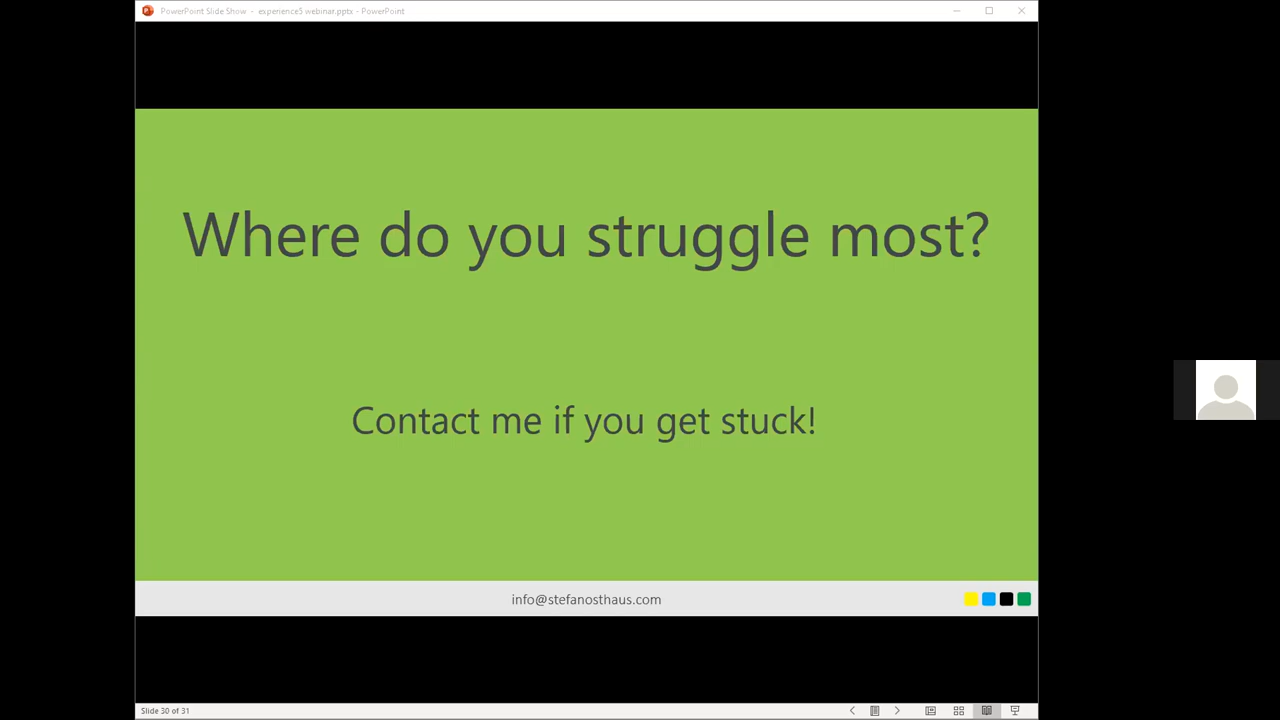 PowerPoint Slide Show - experience5 webinar.pptx - PowerPoint
Where do you struggle most?
Contact me if you get stuck!
info@stefanosthaus.com
Slide 30 of 31